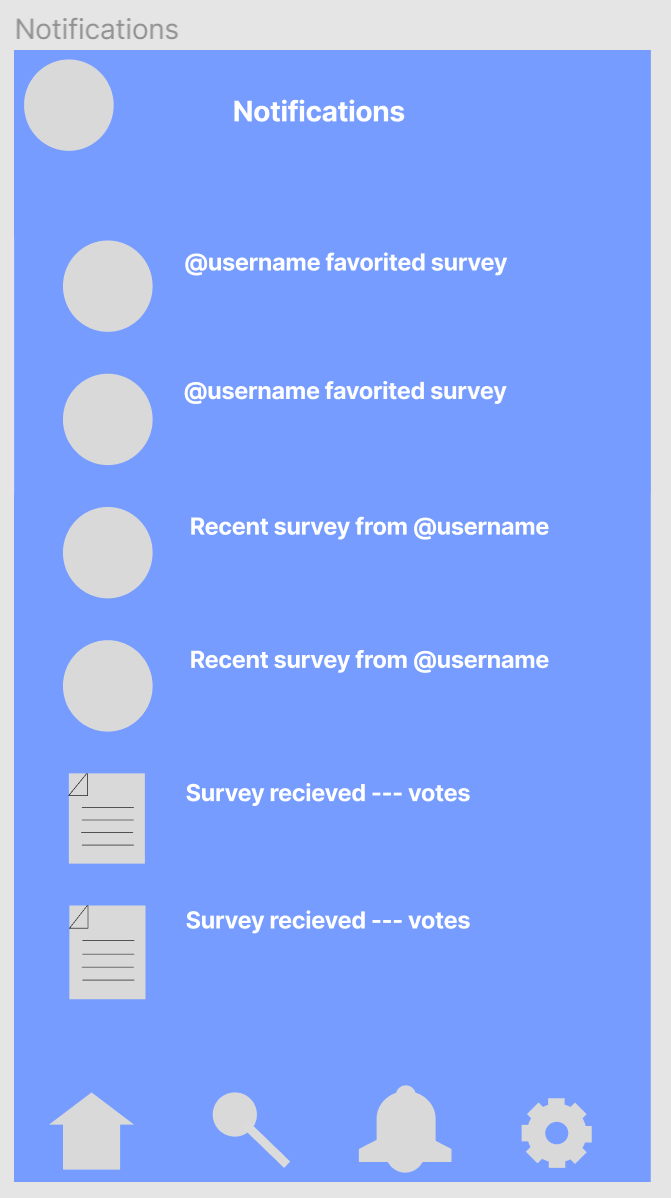 Notifications
Notifications
@username favorited survey
@username favorited survey
Recent survey from @username
Recent survey from @username
Survey recieved --- votes
Survey recieved --- votes